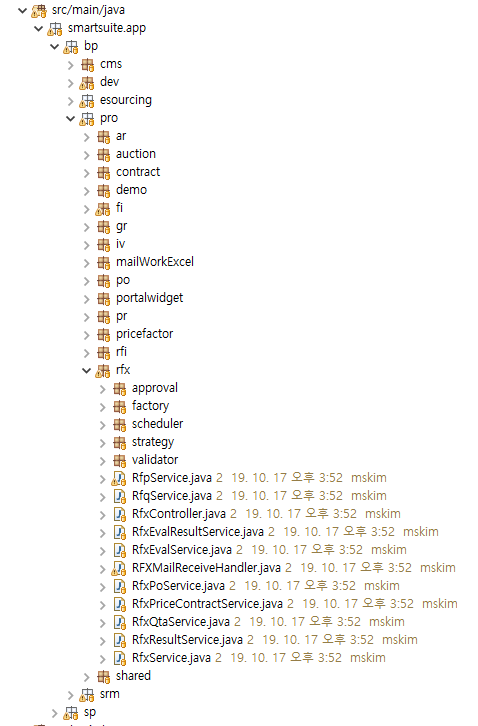 src/main/java
smartsuite.app
bp
cms
dev
esourcing
pro
ar
auction
contract
demo
fi
gr
iv
mailWorkExcel
po
portalwidget
pr
pricefactor
rfi
rfx
approval
factory
scheduler
strategy
validator
RfpService.java 2 19. 10. 17 오후 3:52 mskim
RfqService.java 2 19. 10. 17 오후 3:52 mskim
RfxController.java 2 19. 10. 17 오후 3:52 mskim
RfxEvalResultService.java 2 19. 10. 17 오후 3:52 mskim
RfxEvalService.java 2 19. 10. 17 오후 3:52 mskim
RFXMailReceiveHandler.java 2 19. 10. 17 오후 3:52 mskim
RfxPoService.java 2 19. 10. 17 오후 3:52 mskim
RfxPriceContractService.java 2 19. 10. 17 오후 3:52 mskim
RfxQtaService.java 2 19. 10. 17 오후 3:52 mskim
RfxResultService.java 2 19. 10. 17 오후 3:52 mskim
RfxService.java 2 19. 10. 17 오후 3:52 mskim
shared
srm
sp